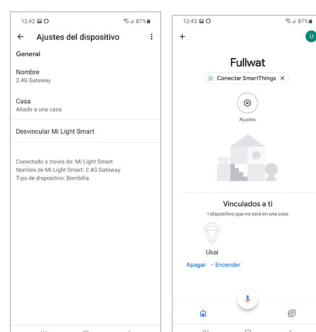 12:42
87%
← Ajustes del dispositivo
General
Nombre
2.4G Gateway
Casa
Añadir a una casa
Desvincular Mi Light Smart
Conectado a través de: Mi Light Smart
Nombre de Mi Light Smart: 2.4G Gateway
Tipo de dispositivo: Bombilla
12:43
87%
+
U
Fullwat
Conectar SmartThings ×
Ajustes
Vinculados a ti
1 dispositivo que no está en una casa
Ukai
Apagar • Encender